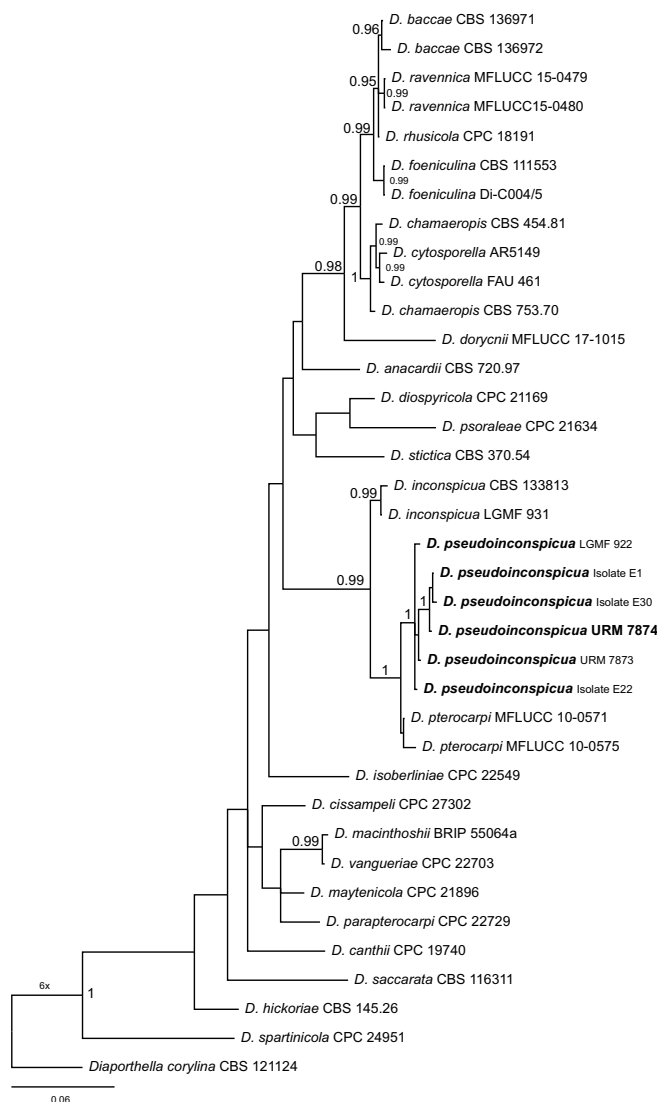 D. baccae CBS 136971
0.96
D. baccae CBS 136972
D. ravennica MFLUCC 15-0479
0.95
0.99
D. ravennica MFLUCC15-0480
0.99
D. rhusicola CPC 18191
D. foeniculina CBS 111553
0.99
D. foeniculina Di-C004/5
0.99
D. chamaeropis CBS 454.81
0.99
D. cytosporella AR5149
0.98
0.99
1
D. cytosporella FAU 461
D. chamaeropis CBS 753.70
D. dorycnii MFLUCC 17-1015
D. anacardii CBS 720.97
D. diospyricola CPC 21169
D. psoraleae CPC 21634
D. stictica CBS 370.54
D. inconspicua CBS 133813
0.99
D. inconspicua LGMF 931
D. pseudoinconspicua LGMF 922
D. pseudoinconspicua Isolate E1
0.99
D. pseudoinconspicua Isolate E30
1
1
D. pseudoinconspicua URM 7874
D. pseudoinconspicua URM 7873
1
D. pseudoinconspicua Isolate E22
D. pterocarpi MFLUCC 10-0571
D. pterocarpi MFLUCC 10-0575
D. isoberliniae CPC 22549
D. cissampeli CPC 27302
D. macinthoshii BRIP 55064a
0.99
D. vangueriae CPC 22703
D. maytenicola CPC 21896
D. parapterocarpi CPC 22729
D. canthii CPC 19740
D. saccarata CBS 116311
6x
1
D. hickoriae CBS 145.26
D. spartinicola CPC 24951
Diaporthella corylina CBS 121124
0.06